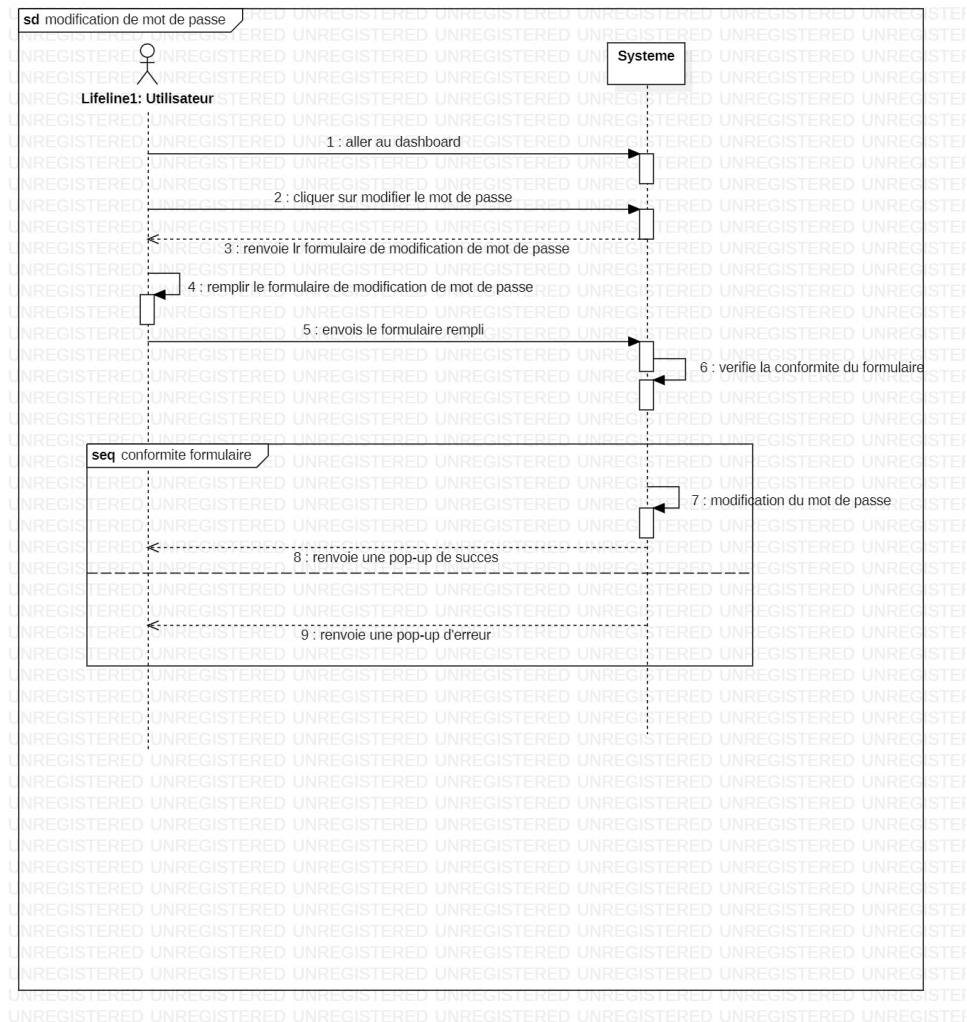 sd modification de mot de passe
Systeme
Lifeline1: Utilisateur
1 : aller au dashboard
2 : cliquer sur modifier le mot de passe
3 : renvoie lr formulaire de modification de mot de passe
4 : remplir le formulaire de modification de mot de passe
5 : envois le formulaire rempli
6 : verifie la conformite du formulaire
seq conformite formulaire
7 : modification du mot de passe
8 : renvoie une pop-up de succes
9 : renvoie une pop-up d'erreur
UNREGISTERED